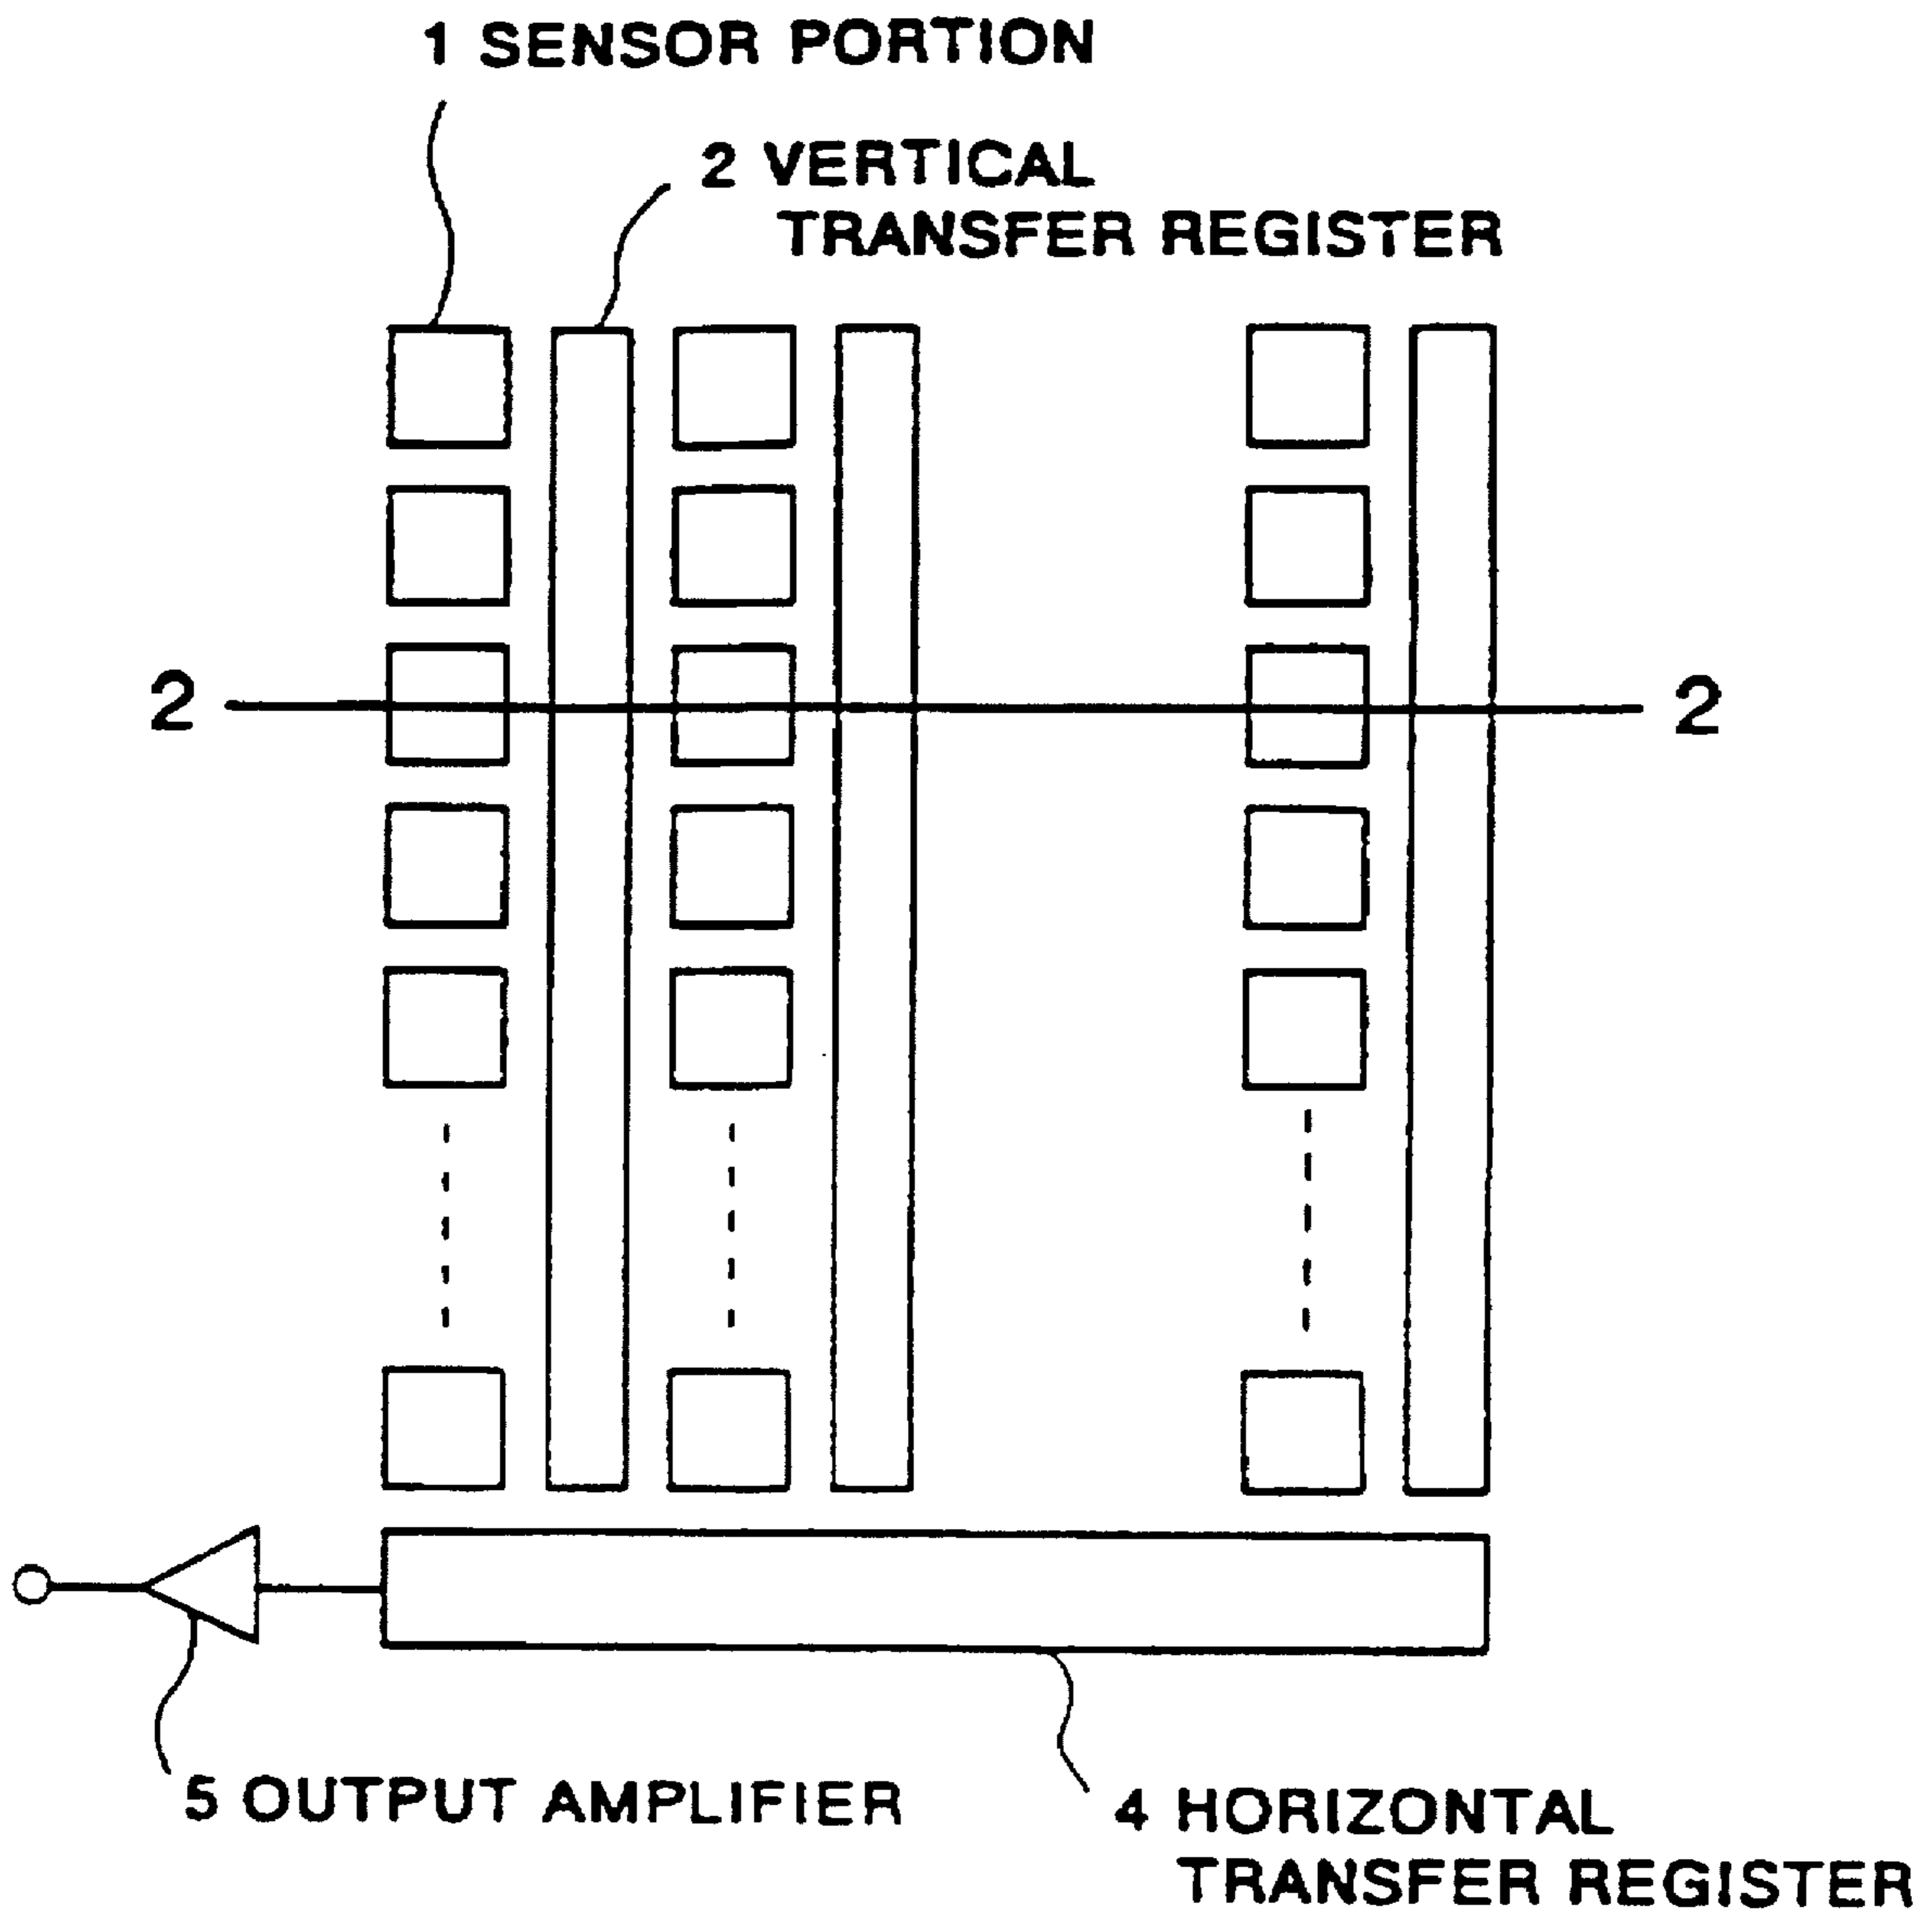 1 SENSOR PORTION
2 VERTICAL
TRANSFER REGISTER
2
2
5 OUTPUT AMPLIFIER
4 HORIZONTAL
TRANSFER REGISTER